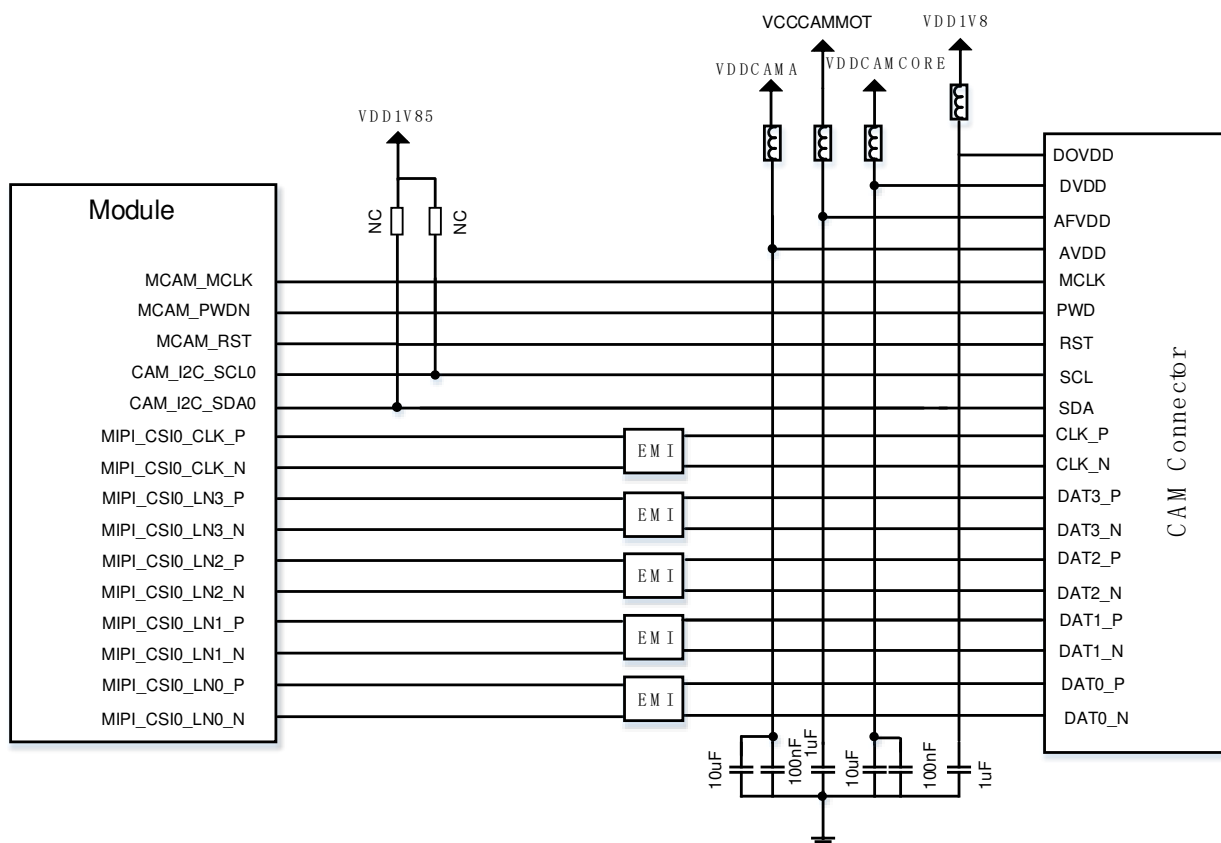 VCCCAMMOT
VDD1V8
VDDCAMA
VDDCAMCORE
VDD1V85
Module
NC
NC
MCAM_MCLK
MCAM_PWDN
MCAM_RST
CAM_I2C_SCL0
CAM_I2C_SDA0
MIPI_CSI0_CLK_P
MIPI_CSI0_CLK_N
MIPI_CSI0_LN3_P
MIPI_CSI0_LN3_N
MIPI_CSI0_LN2_P
MIPI_CSI0_LN2_N
MIPI_CSI0_LN1_P
MIPI_CSI0_LN1_N
MIPI_CSI0_LN0_P
MIPI_CSI0_LN0_N
EMI
EMI
EMI
EMI
EMI
10uF
100nF
1uF
10uF
100nF
1uF
DOVDD
DVDD
AFVDD
AVDD
MCLK
PWD
RST
SCL
SDA
CLK_P
CLK_N
DAT3_P
DAT3_N
DAT2_P
DAT2_N
DAT1_P
DAT1_N
DAT0_P
DAT0_N
CAM Connector